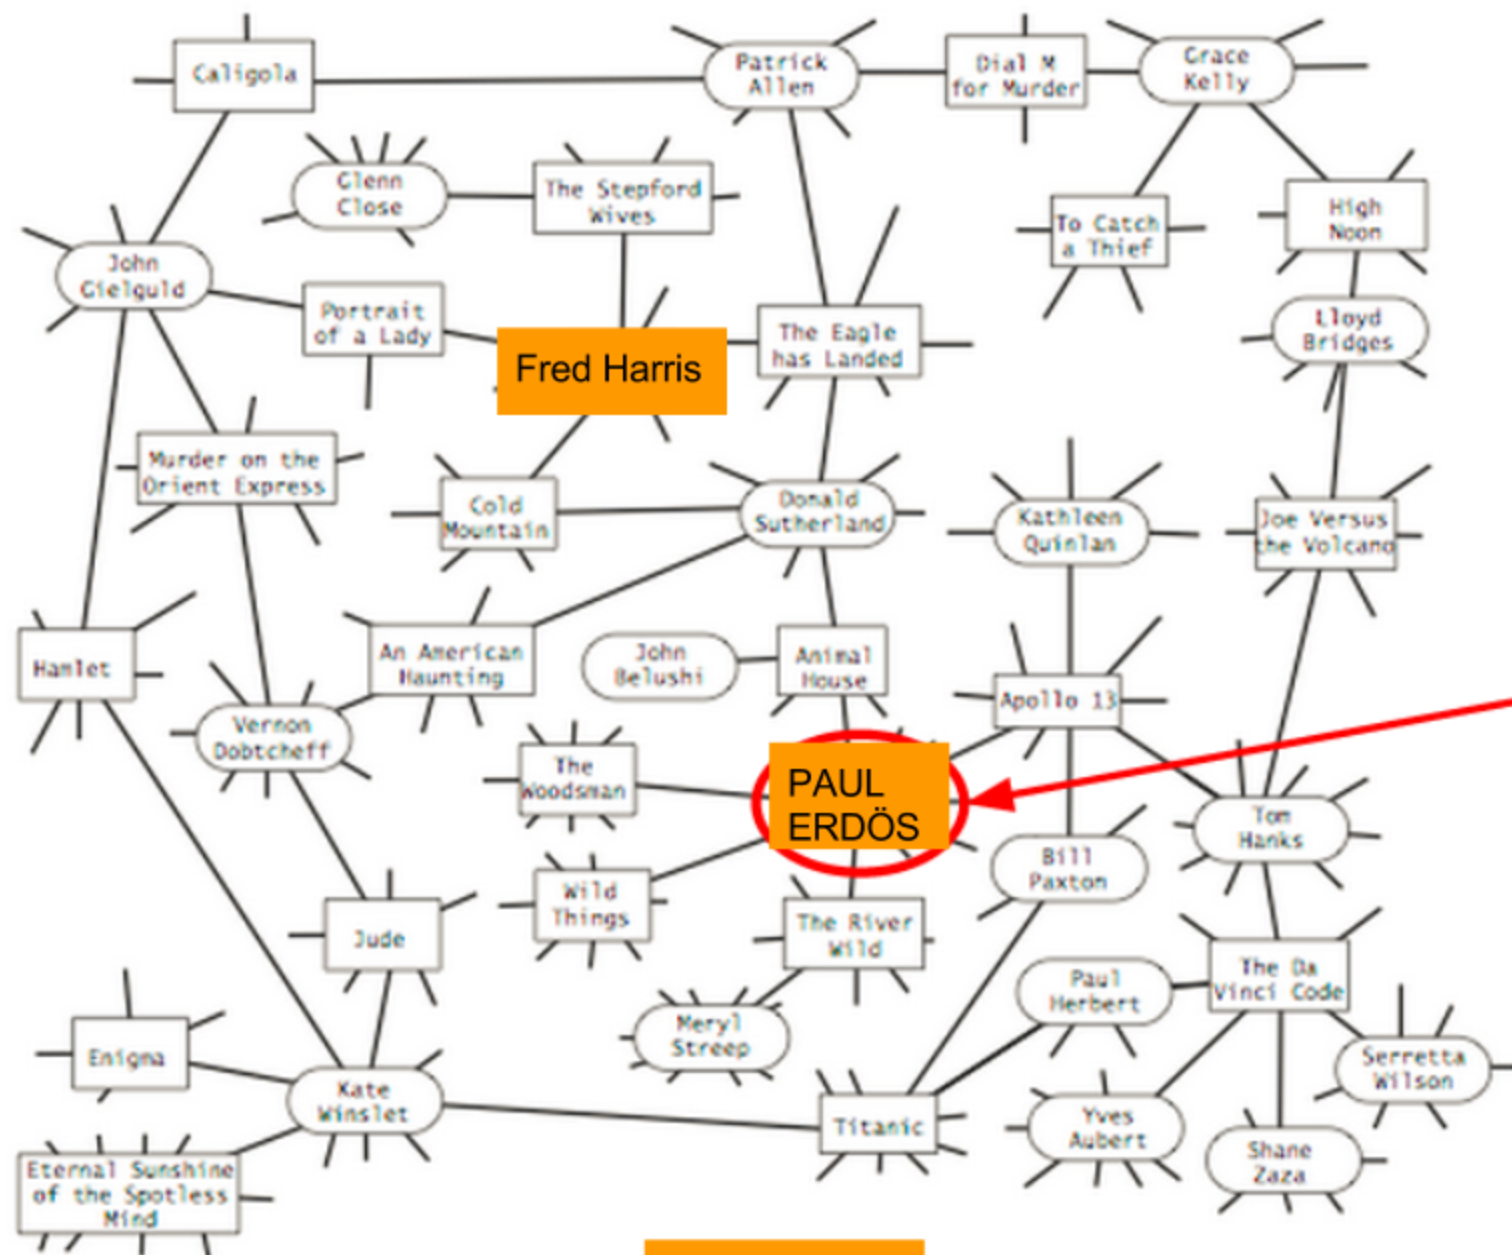 Caligola
Patrick
Allen
Dial M
for Murder
Grace
Kelly
Glenn
Close
The Stepford
Wives
To Catch
a Thief
High
Noon
John
Gielguld
Portrait
of a Lady
Fred Harris
The Eagle
has Landed
Lloyd
Bridges
Murder on the
Orient Express
Cold
Mountain
Donald
Sutherland
Kathleen
Quinlan
Joe Versus
the Volcano
Hamlet
An American
Haunting
John
Belushi
Animal
House
Apollo 13
Vernon
Dobtcheff
The
Woodsman
PAUL
ERDÖS
Tom
Hanks
Bill
Paxton
Wild
Things
Jude
The River
Wild
Paul
Herbert
The Da
Vinci Code
Enigma
Meryl
Streep
Serretta
Wilson
Kate
Winslet
Titanic
Yves
Aubert
Shane
Zaza
Eternal Sunshine
of the Spotless
Mind